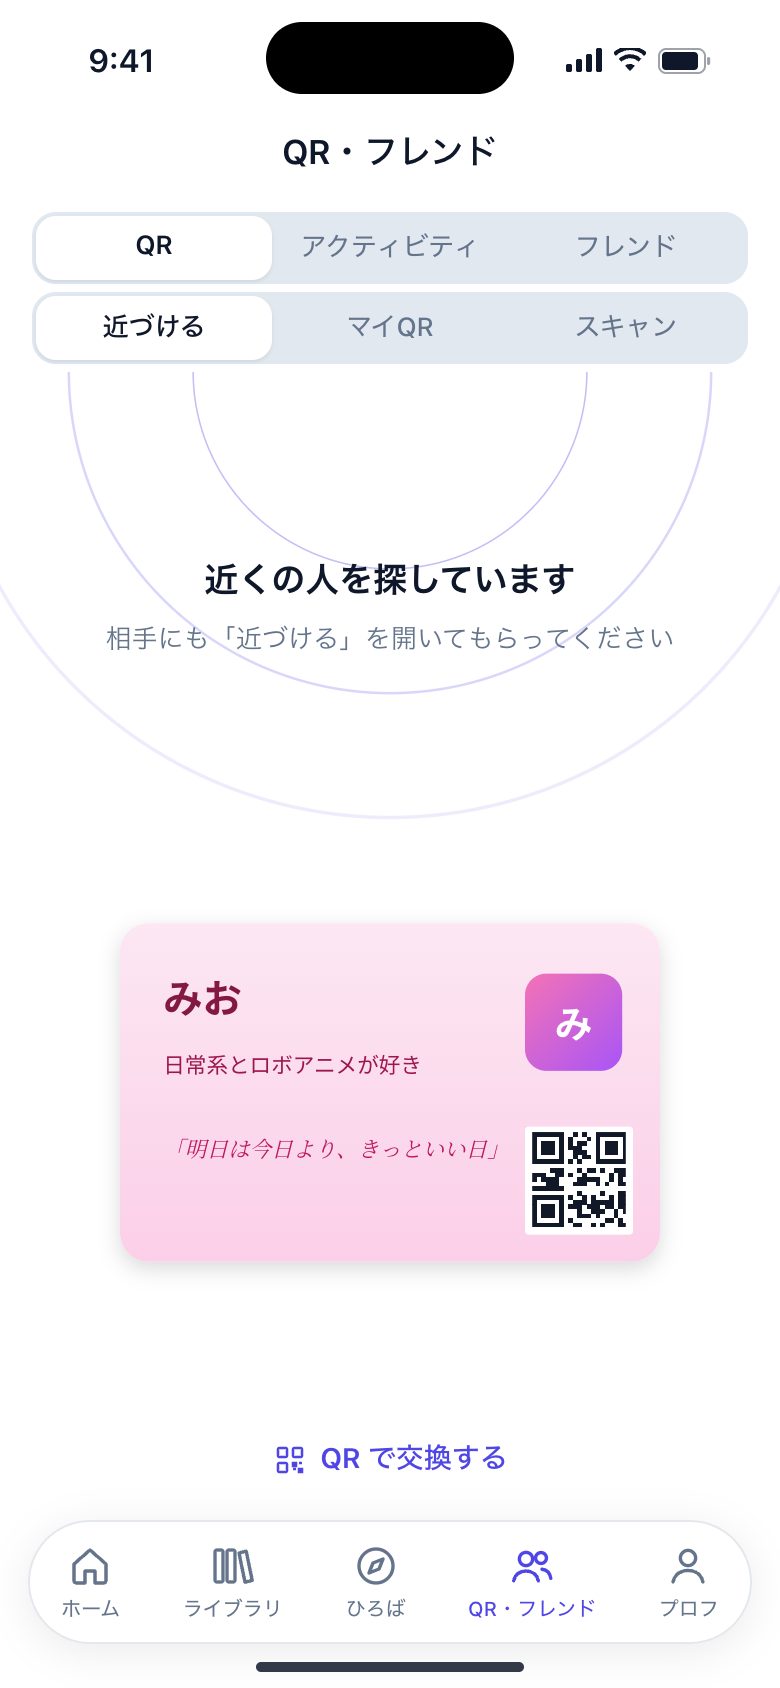 9:41
QR・フレンド
QR アクティビティ フレンド
近づける マイQR スキャン
近くの人を探しています
相手にも「近づける」を開いてもらってください
みお
み
日常系とロボアニメが好き
「明日は今日より、きっといい日」
QR で交換する
ホーム ライブラリ ひろば QR・フレンド プロフ